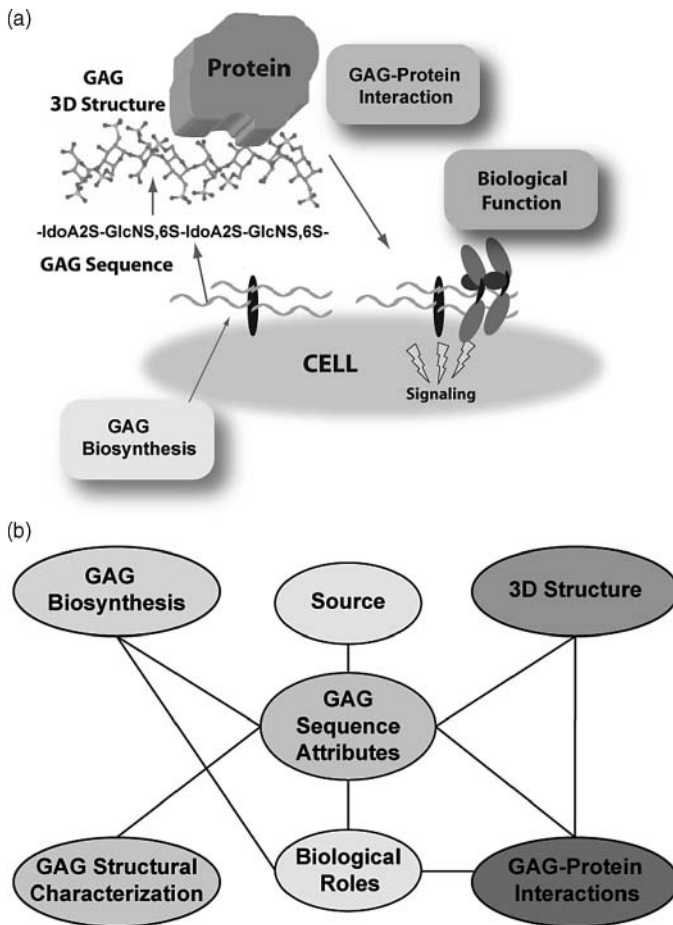 (a)
Protein
GAG
3D Structure
GAG-Protein
Interaction
Biological
Function
-IdoA2S-GlcNS,6S-IdoA2S-GlcNS,6S-
GAG Sequence
CELL
Signaling
GAG
Biosynthesis
(b)
GAG
Biosynthesis
Source
3D Structure
GAG
Sequence
Attributes
GAG Structural
Characterization
Biological
Roles
GAG-Protein
Interactions